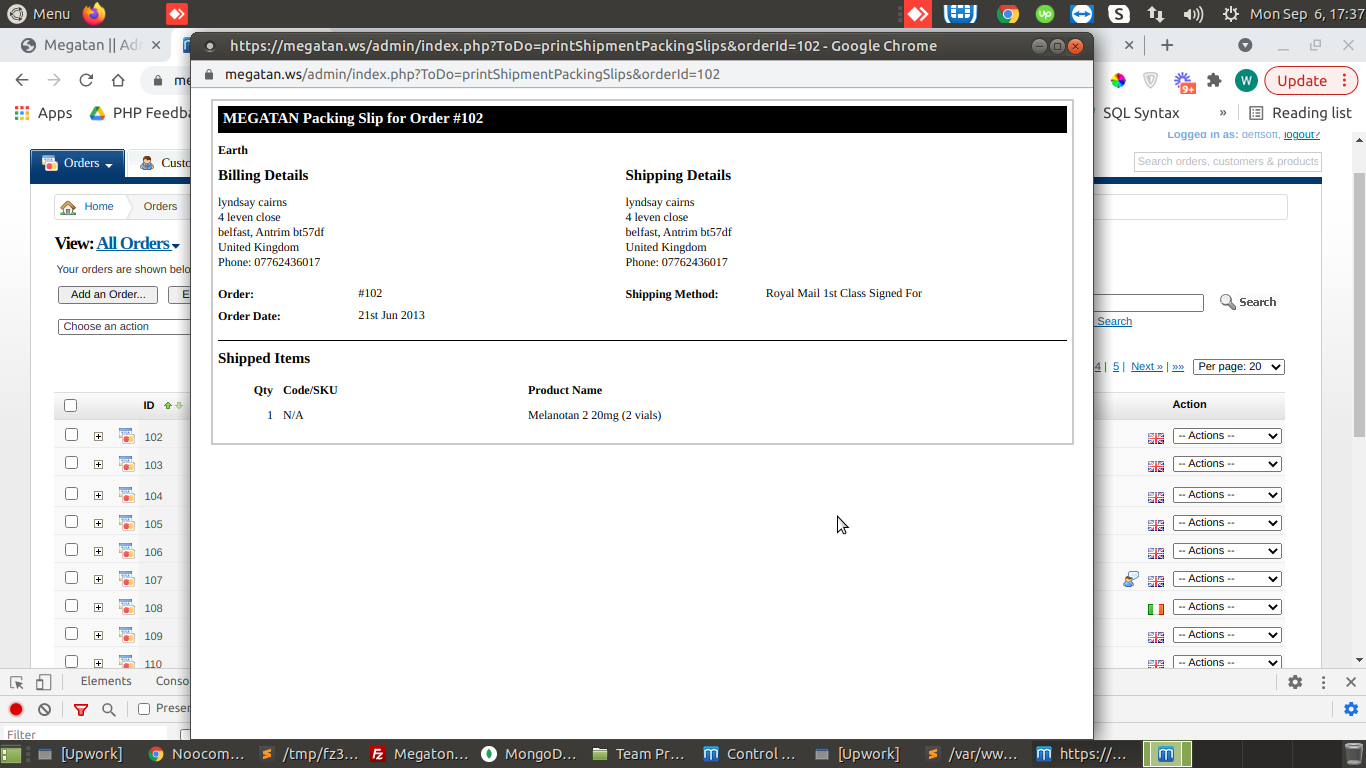 Menu
Mon Sep 6, 17:37
Megatan || Ad
https://megatan.ws/admin/index.php?ToDo=printShipmentPackingSlips&orderId=102 - Google Chrome
megatan.ws/admin/index.php?ToDo=printShipmentPackingSlips&orderId=102
me
9+
W
Update
Apps
PHP Feedba
SQL Syntax
»
Reading list
MEGATAN Packing Slip for Order #102
Logged in as: deftsoft, logout?
Orders
Custo
Search orders, customers & products
Earth
Billing Details
Shipping Details
lyndsay cairns
lyndsay cairns
4 leven close
4 leven close
belfast, Antrim bt57df
belfast, Antrim bt57df
United Kingdom
United Kingdom
Phone: 07762436017
Phone: 07762436017
Home
Orders
View: All Orders
Your orders are shown belo
Add an Order...
E
Choose an action
Order:
#102
Shipping Method:
Royal Mail 1st Class Signed For
Order Date:
21st Jun 2013
Search
Search
Shipped Items
4 | 5 | Next » | »»
Per page: 20
Qty
Code/SKU
Product Name
1
N/A
Melanotan 2 20mg (2 vials)
ID
Action
102
-- Actions --
103
-- Actions --
104
-- Actions --
105
-- Actions --
106
-- Actions --
107
-- Actions --
108
-- Actions --
109
-- Actions --
110
-- Actions --
Elements
Conso
Preser
Filter
[Upwork]
Noocom...
/tmp/fz3...
Megaton...
MongoD...
Team Pr...
Control ...
[Upwork]
/var/ww...
https://...